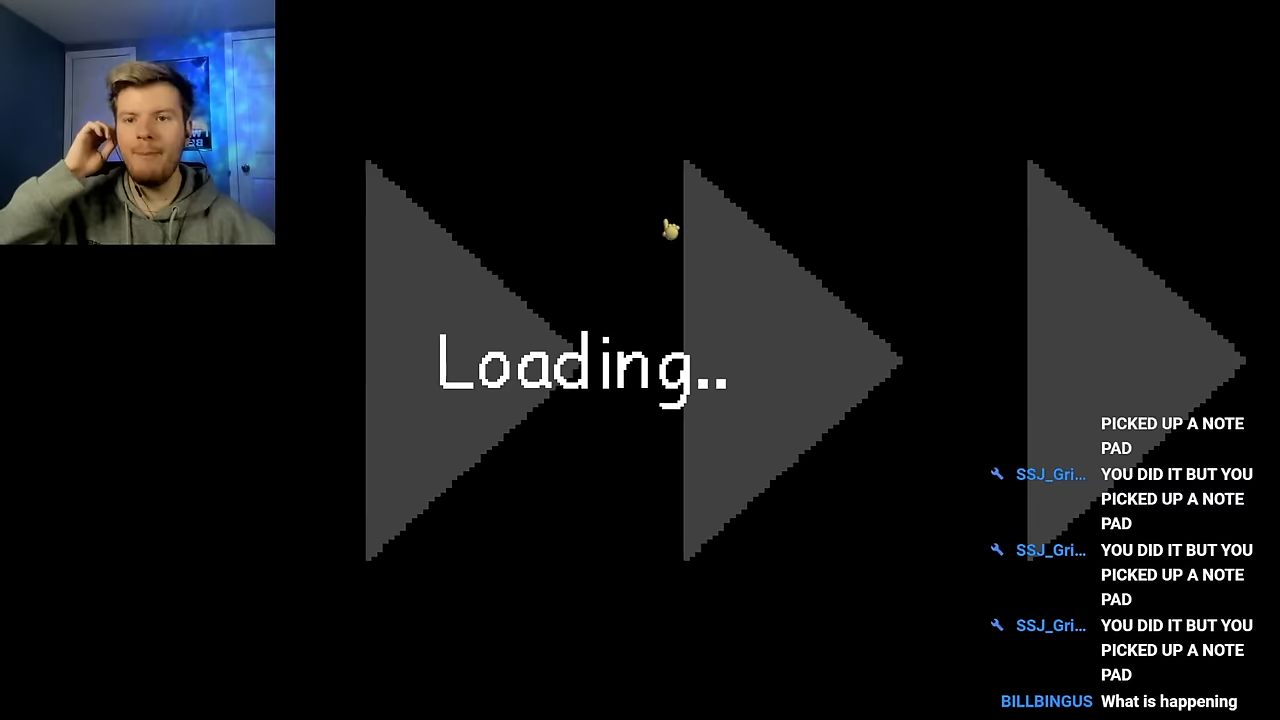 Loading..
PICKED UP A NOTE
PAD
SSJ_Gri... YOU DID IT BUT YOU
PICKED UP A NOTE
PAD
SSJ_Gri... YOU DID IT BUT YOU
PICKED UP A NOTE
PAD
SSJ_Gri... YOU DID IT BUT YOU
PICKED UP A NOTE
PAD
BILLBINGUS What is happening